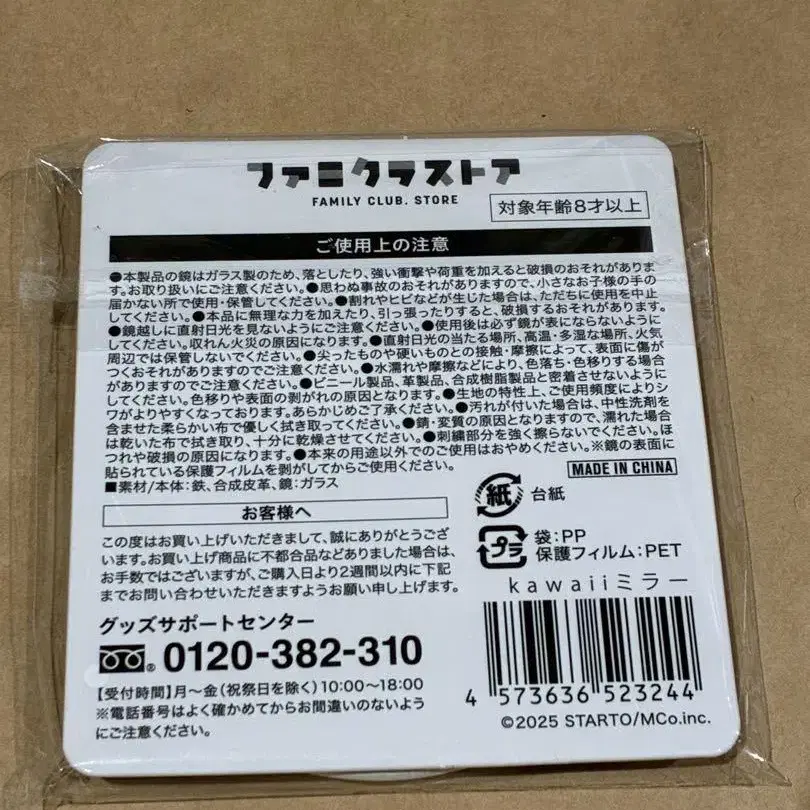 ファミクラストア
FAMILY CLUB. STORE
対象年齢8才以上
ご使用上の注意
●本製品の鏡はガラス製のため、落としたり、強い衝撃や荷重を加えると破損のおそれがありま
す。お取り扱いにご注意ください。●思わぬ事故のおそれがありますので、小さなお子様の手の
届かない所で使用・保管してください。●割れやヒビなどが生じた場合は、ただちに使用を中止
してください。●本品に無理な力を加えたり、引っ張ったりすると、破損するおそれがあります。
●鏡越しに直射日光を見ないようにご注意ください。●使用後は必ず鏡が表にならないように
してください。収れん火災の原因になります。●直射日光の当たる場所、高温・多湿な場所、火気
周辺では保管しないでください。●尖ったものや硬いものとの接触・摩擦によって、表面に傷が
つくおそれがありますのでご注意ください。●水濡れや摩擦などにより、色落ち・色移りする場合
がございますのでご注意ください。●ビニール製品、革製品、合成樹脂製品と密着させないように
してください。色移りや表面の剥がれの原因となります。●生地の特性上、ご使用頻度によりシ
ワがよりやすくなっております。あらかじめご了承ください。●汚れが付いた場合は、中性洗剤を
含ませた柔らかい布で優しく拭き取ってください。●錆・変質の原因となりますので、濡れた場合
は乾いた布で拭き取り、十分に乾燥させてください。●刺繍部分を強く擦らないでください。ほ
つれや破損の原因になります。●本来の用途以外でのご使用はおやめください。※鏡の表面に
貼られている保護フィルムを剥がしてからご使用ください。
■素材/本体:鉄、合成皮革、鏡:ガラス
MADE IN CHINA
紙 台紙
プラ 袋:PP
保護フィルム:PET
お客様へ
この度はお買い上げいただきまして、誠にありがとうござ
います。お買い上げ商品に不都合品などありました場合は、
お手数ではございますが、ご購入日より2週間以内に下記
までお問い合わせいただきますようお願い申し上げます。
グッズサポートセンター
0120-382-310
【受付時間】月〜金(祝祭日を除く)10:00〜18:00
※電話番号はよく確かめてからお間違いのないよう
にご注意ください。
kawaiiミラー
4 573636 523244
©2025 STARTO/MCo.inc.